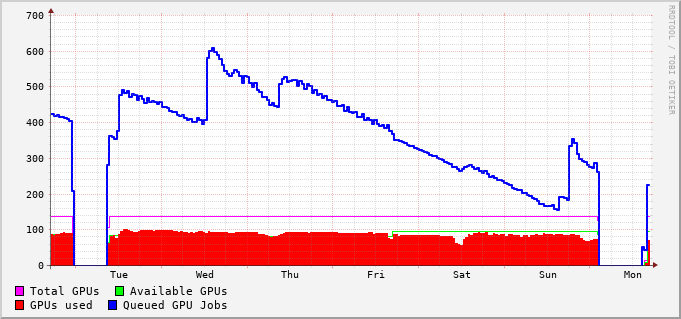 700
600
500
400
300
200
100
0
Tue Wed Thu Fri Sat Sun Mon
Total GPUs Available GPUs
GPUs used Queued GPU Jobs
RRDTOOL / TOBI OETIKER